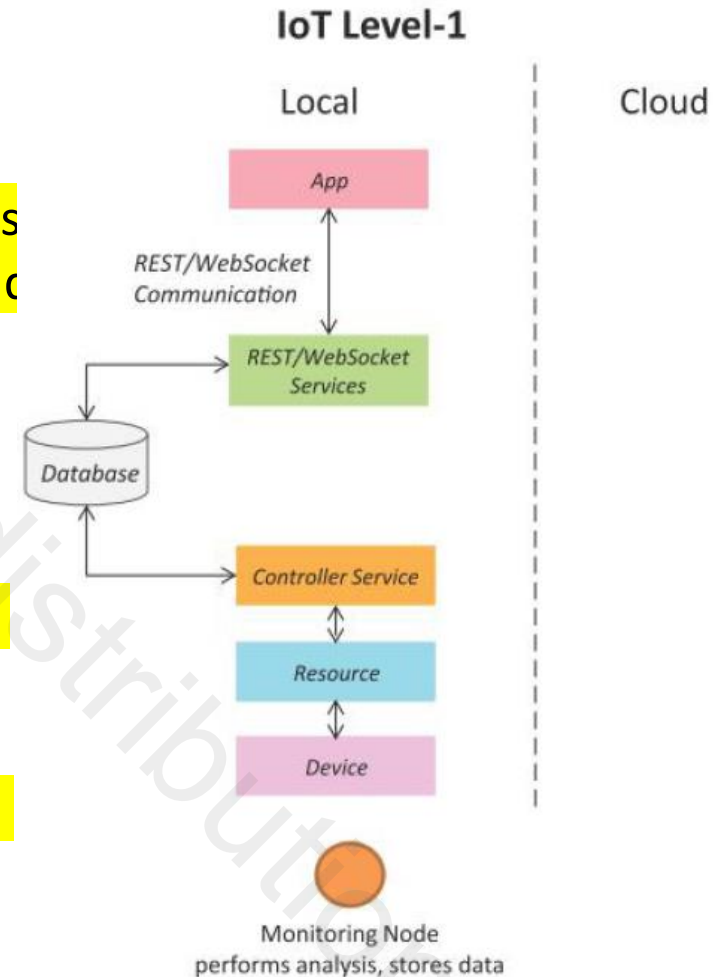 IoT Level-1
Local
Cloud
App
s
REST/WebSocket
Communication
REST/WebSocket
Services
Database
Controller Service
Resource
Device
distribution
Monitoring Node
performs analysis, stores data